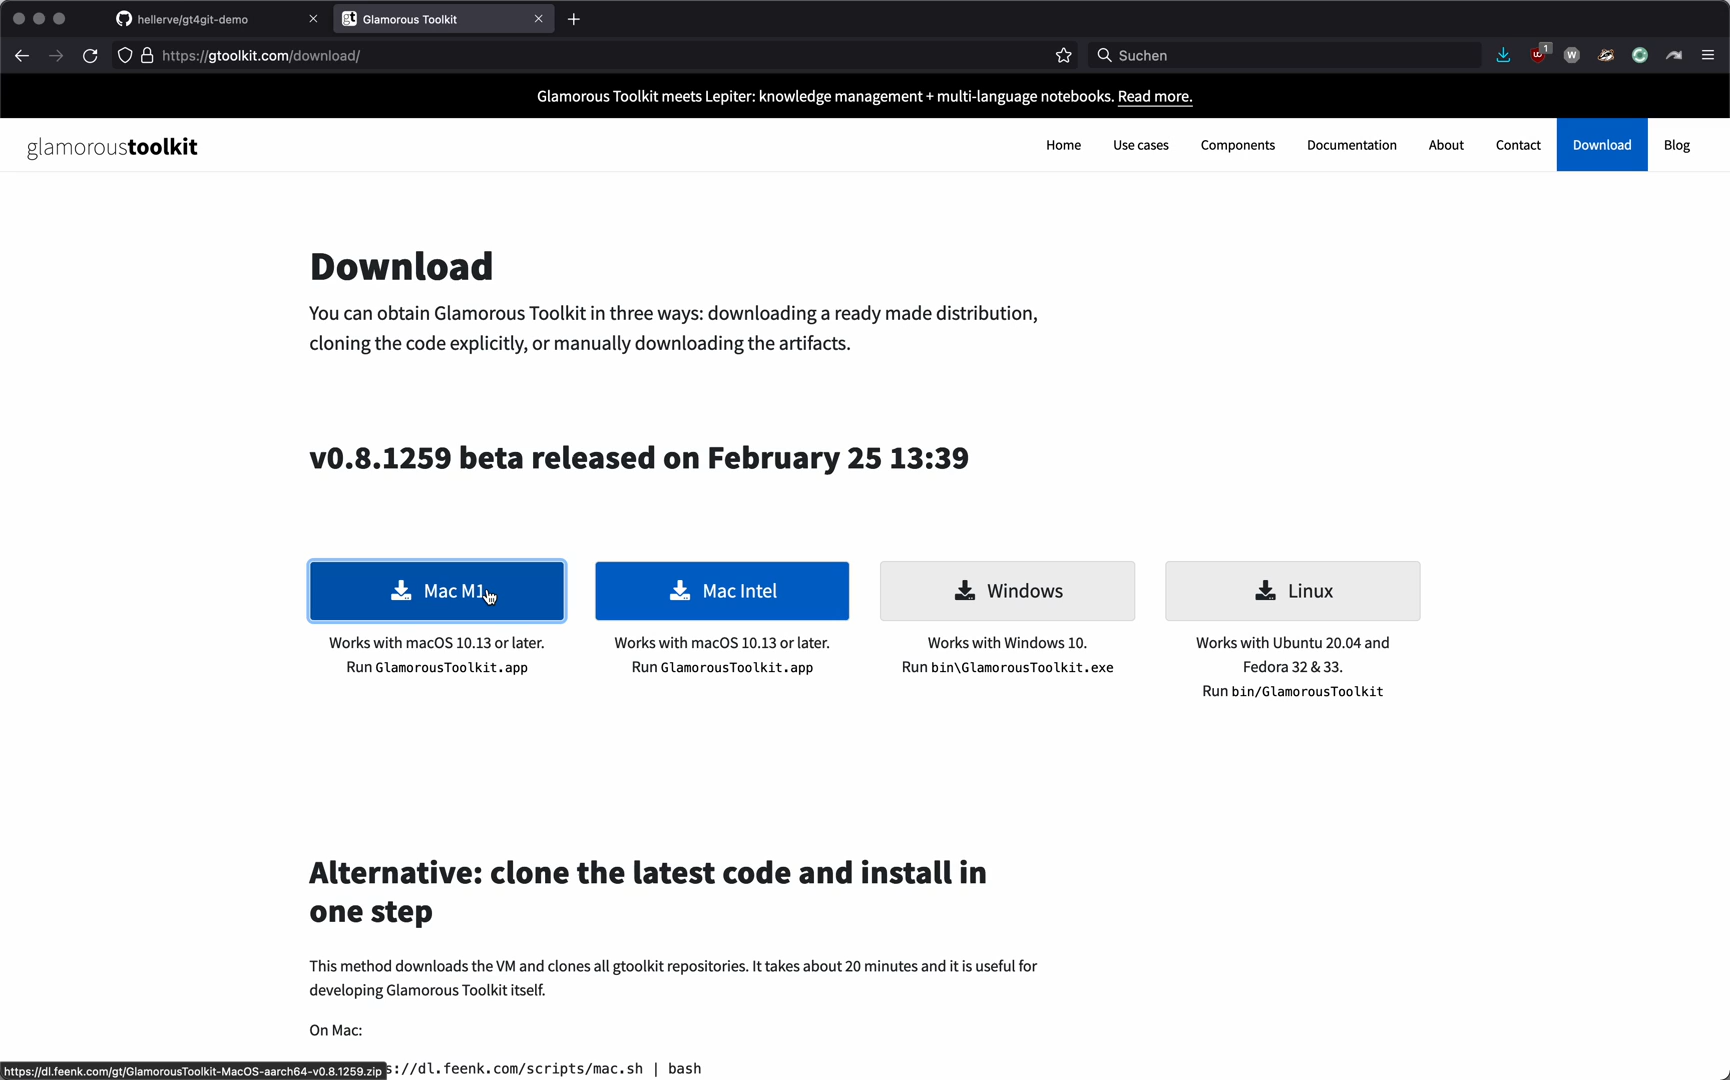 hellerve/gt4git-demo
gt Glamorous Toolkit
https://gtoolkit.com/download/
Suchen
1
W
Glamorous Toolkit meets Lepiter: knowledge management + multi-language notebooks. Read more.
glamoroustoolkit
Home Use cases Components Documentation About Contact Download Blog
Download
You can obtain Glamorous Toolkit in three ways: downloading a ready made distribution,
cloning the code explicitly, or manually downloading the artifacts.
v0.8.1259 beta released on February 25 13:39
Mac M1
Works with macOS 10.13 or later.
Run GlamorousToolkit.app
Mac Intel
Works with macOS 10.13 or later.
Run GlamorousToolkit.app
Windows
Works with Windows 10.
Run bin\GlamorousToolkit.exe
Linux
Works with Ubuntu 20.04 and
Fedora 32 & 33.
Run bin/GlamorousToolkit
Alternative: clone the latest code and install in
one step
This method downloads the VM and clones all gtoolkit repositories. It takes about 20 minutes and it is useful for
developing Glamorous Toolkit itself.
On Mac:
s://dl.feenk.com/scripts/mac.sh | bash
https://dl.feenk.com/gt/GlamorousToolkit-MacOS-aarch64-v0.8.1259.zip